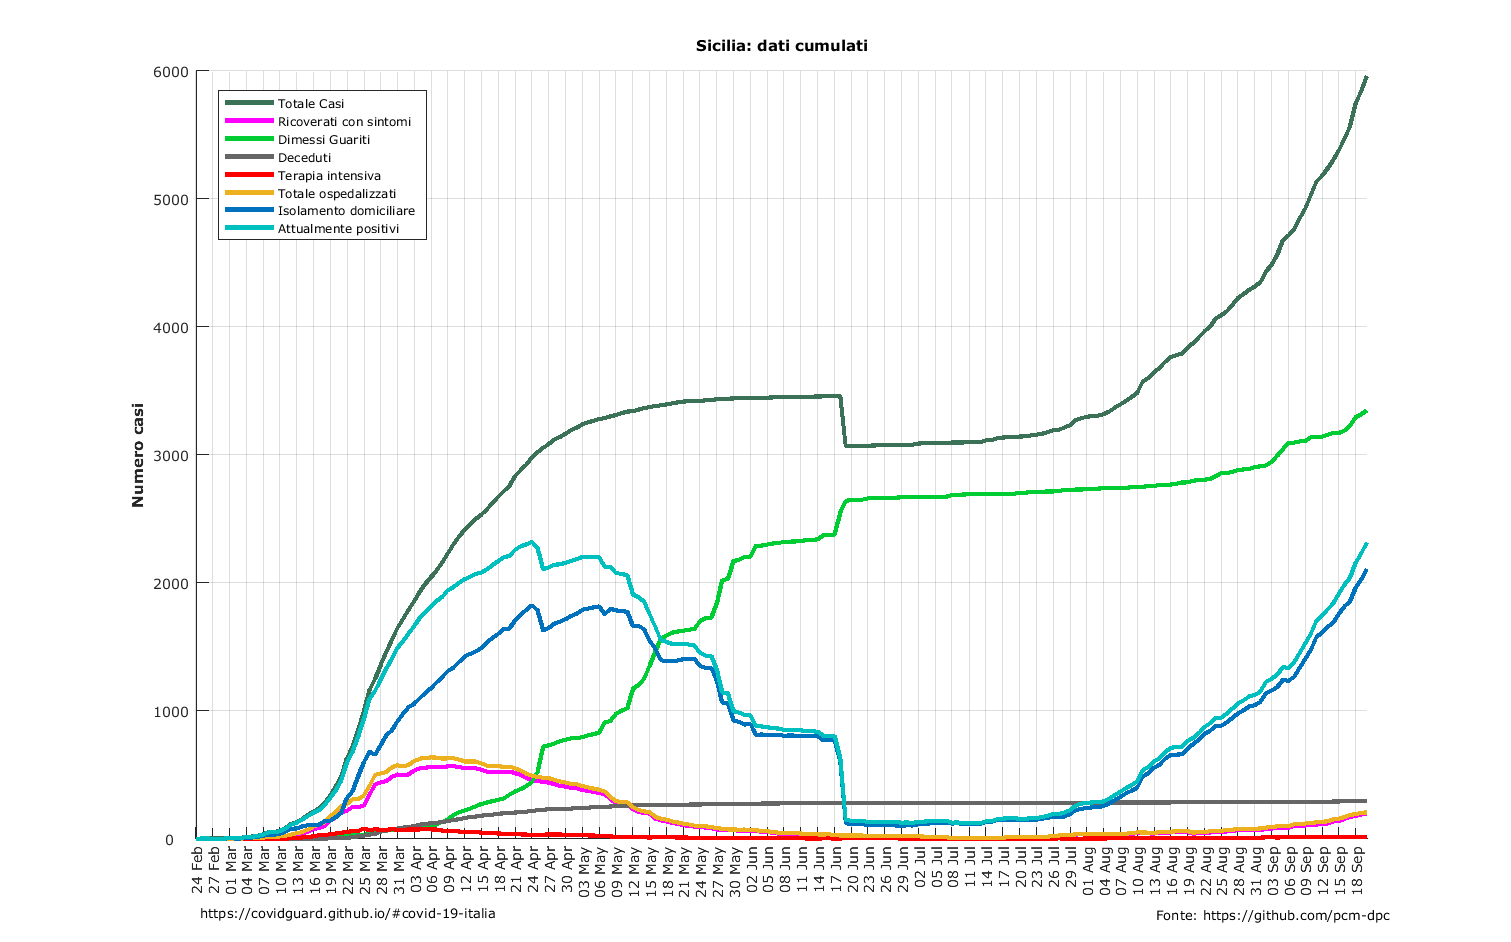 Sicilia: dati cumulati
Numero casi
6000
5000
4000
3000
2000
1000
0
Totale Casi
Ricoverati con sintomi
Dimessi Guariti
Deceduti
Terapia intensiva
Totale ospedalizzati
Isolamento domiciliare
Attualmente positivi
24 Feb
27 Feb
01 Mar
04 Mar
07 Mar
10 Mar
13 Mar
16 Mar
19 Mar
22 Mar
25 Mar
28 Mar
31 Mar
03 Apr
06 Apr
09 Apr
12 Apr
15 Apr
18 Apr
21 Apr
24 Apr
27 Apr
30 Apr
03 May
06 May
09 May
12 May
15 May
18 May
21 May
24 May
27 May
30 May
02 Jun
05 Jun
08 Jun
11 Jun
14 Jun
17 Jun
20 Jun
23 Jun
26 Jun
29 Jun
02 Jul
05 Jul
08 Jul
11 Jul
14 Jul
17 Jul
20 Jul
23 Jul
26 Jul
29 Jul
01 Aug
04 Aug
07 Aug
10 Aug
13 Aug
16 Aug
19 Aug
22 Aug
25 Aug
28 Aug
31 Aug
03 Sep
06 Sep
09 Sep
12 Sep
15 Sep
18 Sep
https://covidguard.github.io/#covid-19-italia
Fonte: https://github.com/pcm-dpc